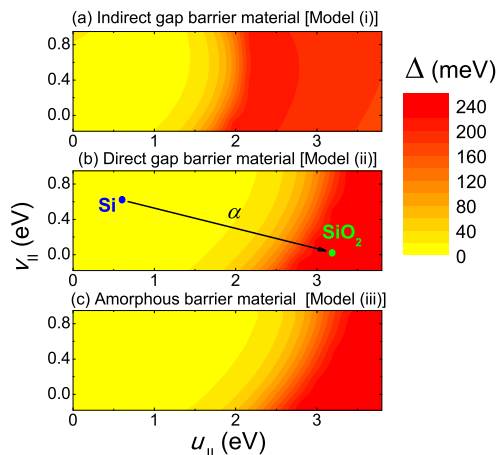 (a) Indirect gap barrier material [Model (i)]
0.8
0.4
0.0
0 1 2 3
Δ (meV)
240
200
160
120
80
40
0
(b) Direct gap barrier material [Model (ii)]
0.8
0.4
0.0
Si
α
SiO₂
0 1 2 3
v|| (eV)
(c) Amorphous barrier material [Model (iii)]
0.8
0.4
0.0
0 1 2 3
u|| (eV)